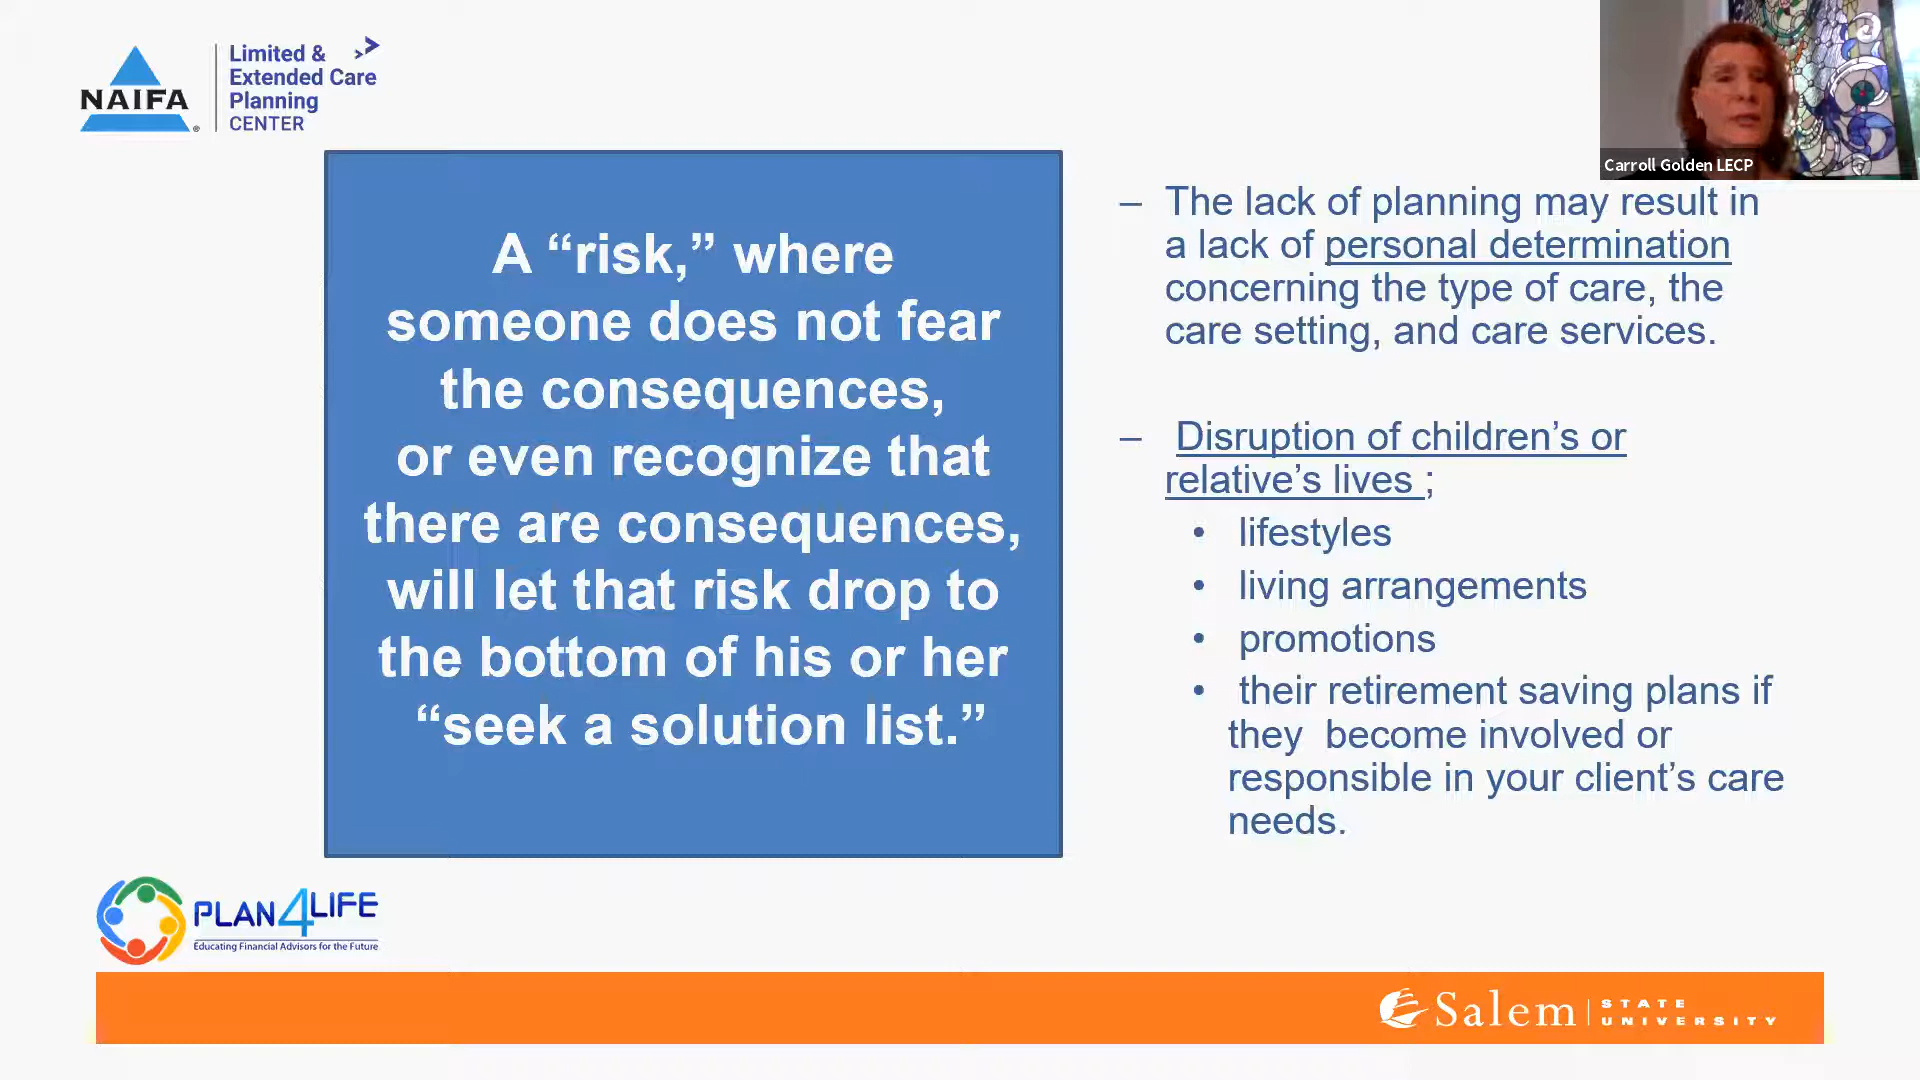 NAIFA®
Limited &
Extended Care
Planning
CENTER
Carroll Golden LECP
A “risk,” where
someone does not fear
the consequences,
or even recognize that
there are consequences,
will let that risk drop to
the bottom of his or her
“seek a solution list.”
– The lack of planning may result in
a lack of personal determination
concerning the type of care, the
care setting, and care services.
– Disruption of children’s or
relative’s lives ;
• lifestyles
• living arrangements
• promotions
• their retirement saving plans if
they become involved or
responsible in your client’s care
needs.
PLAN4LIFE
Educating Financial Advisors for the Future
Salem
STATE
UNIVERSITY